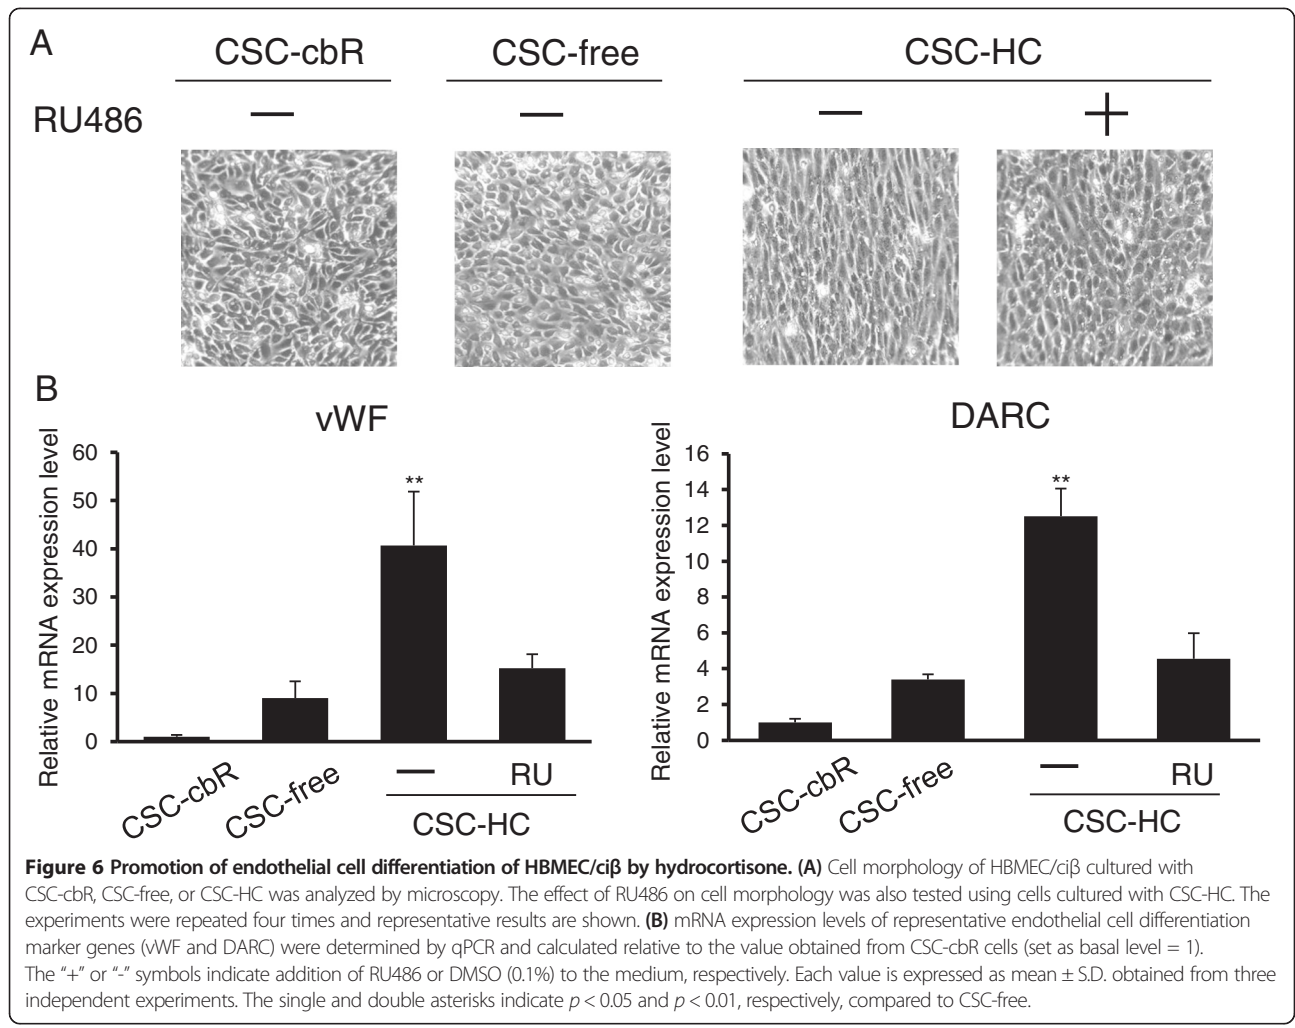 A
CSC-cbR CSC-free CSC-HC
RU486 — — — +
B
vWF
Relative mRNA expression level
60
50
40
30
20
10
0
**
CSC-cbR CSC-free — RU
CSC-HC
DARC
Relative mRNA expression level
16
14
12
10
8
6
4
2
0
**
CSC-cbR CSC-free — RU
CSC-HC
Figure 6 Promotion of endothelial cell differentiation of HBMEC/ciβ by hydrocortisone. (A) Cell morphology of HBMEC/ciβ cultured with
CSC-cbR, CSC-free, or CSC-HC was analyzed by microscopy. The effect of RU486 on cell morphology was also tested using cells cultured with CSC-HC. The
experiments were repeated four times and representative results are shown. (B) mRNA expression levels of representative endothelial cell differentiation
marker genes (vWF and DARC) were determined by qPCR and calculated relative to the value obtained from CSC-cbR cells (set as basal level = 1).
The “+” or “-” symbols indicate addition of RU486 or DMSO (0.1%) to the medium, respectively. Each value is expressed as mean ± S.D. obtained from three
independent experiments. The single and double asterisks indicate p < 0.05 and p < 0.01, respectively, compared to CSC-free.